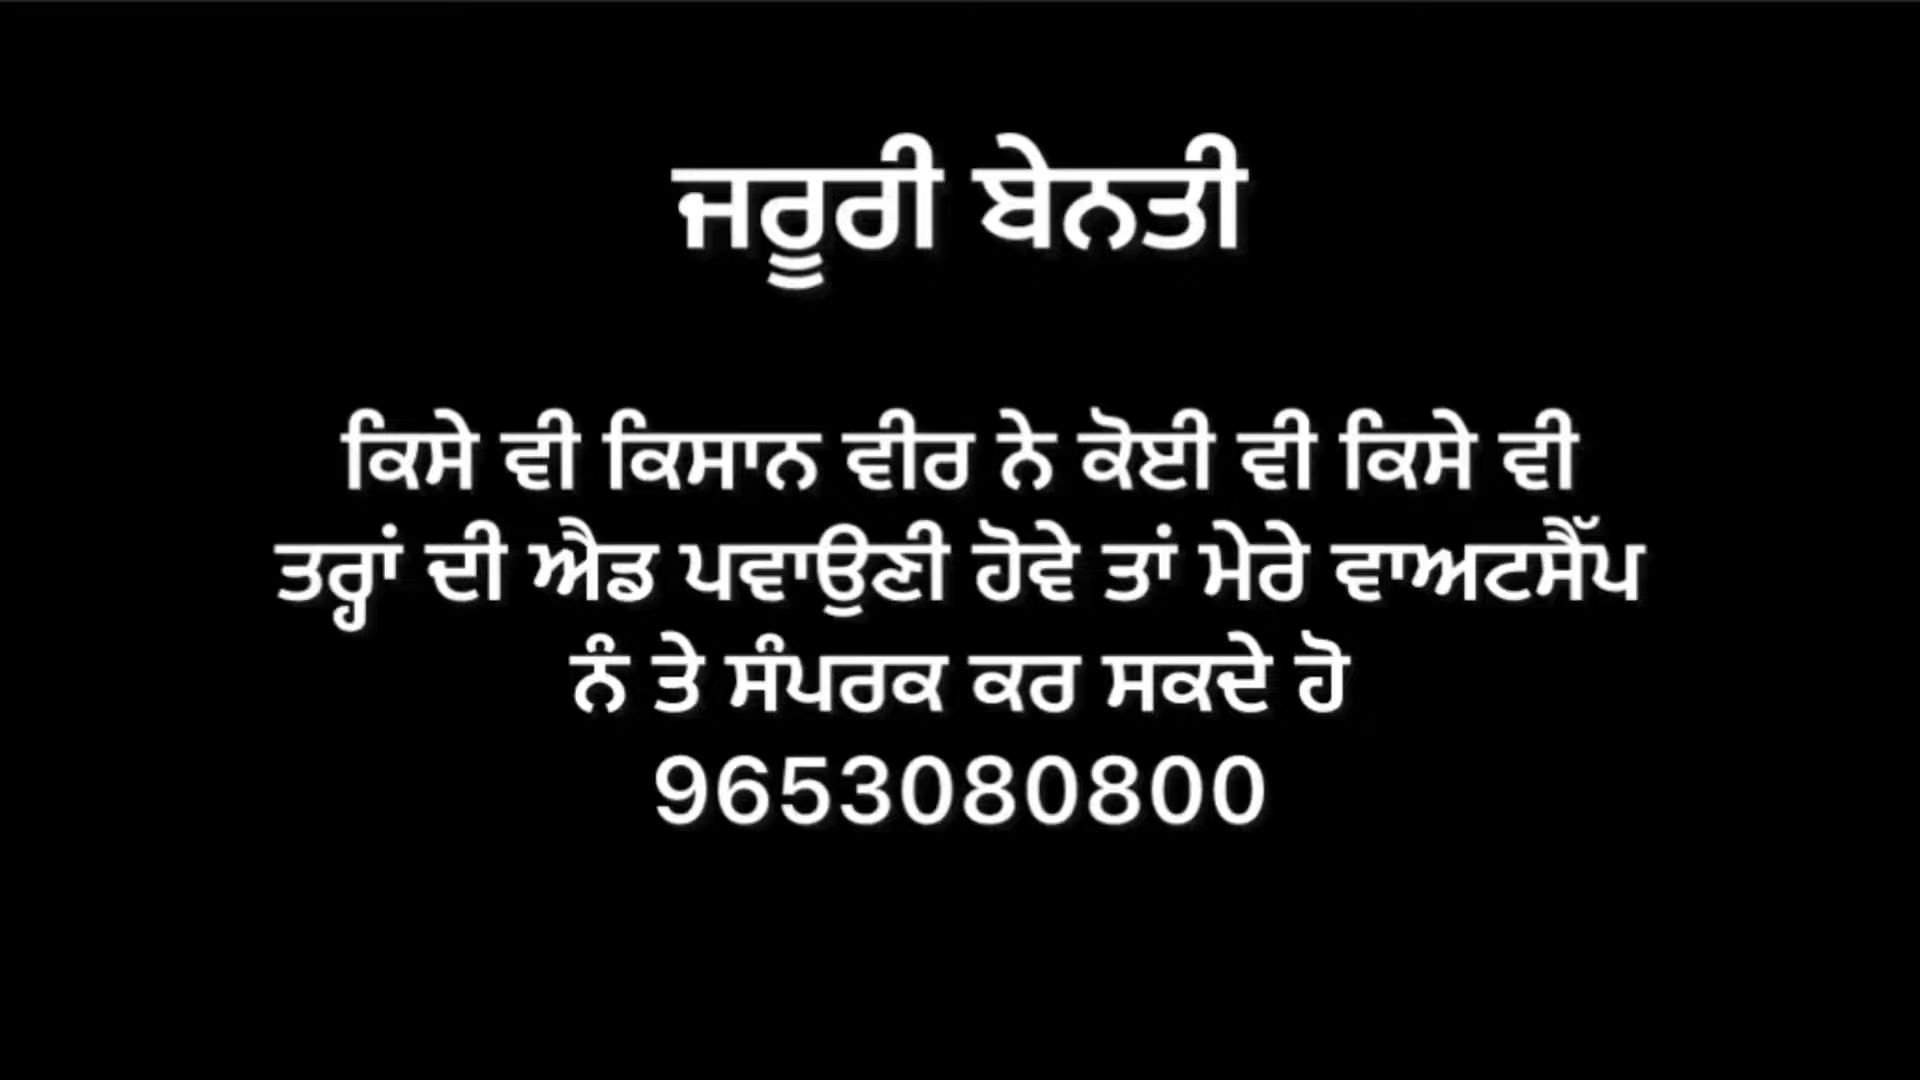 ਜਰੂਰੀ ਬੇਨਤੀ
ਕਿਸੇ ਵੀ ਕਿਸਾਨ ਵੀਰ ਨੇ ਕੋਈ ਵੀ ਕਿਸੇ ਵੀ
ਤਰ੍ਹਾਂ ਦੀ ਐਡ ਪਵਾਉਣੀ ਹੋਵੇ ਤਾਂ ਮੇਰੇ ਵਾਅਟਸੈੱਪ
ਨੰ ਤੇ ਸੰਪਰਕ ਕਰ ਸਕਦੇ ਹੋ
9653080800